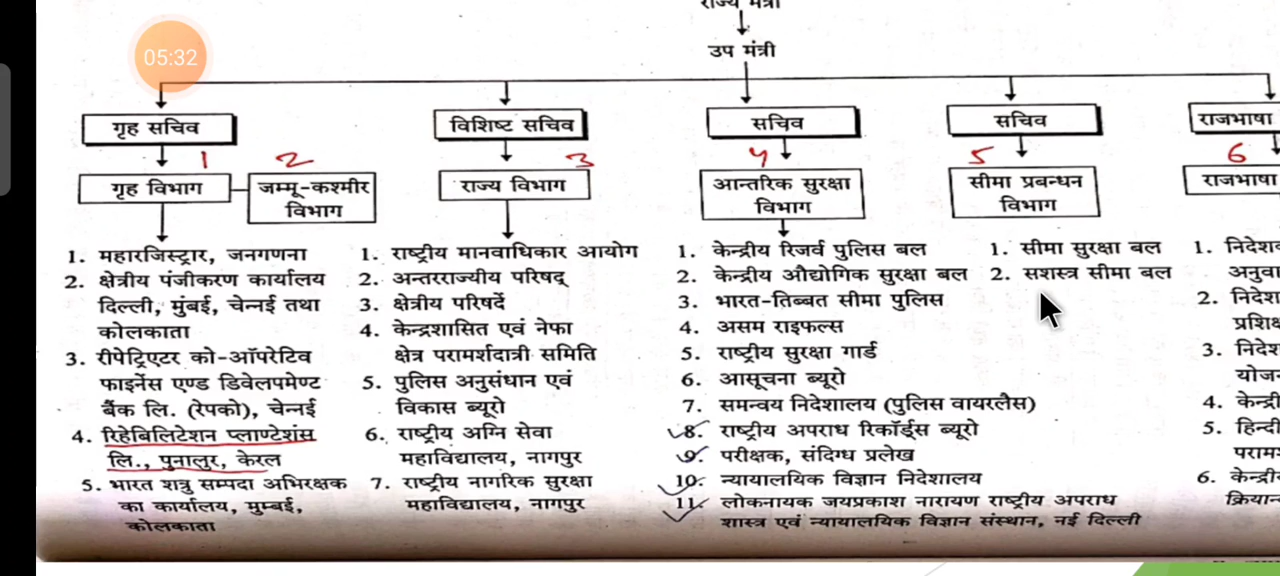 राज्य मंत्री
05:32
उप मंत्री
गृह सचिव
विशिष्ट सचिव
सचिव
सचिव
राजभाषा
1
2
3
4
5
6
गृह विभाग
जम्मू-कश्मीर
विभाग
राज्य विभाग
आन्तरिक सुरक्षा
विभाग
सीमा प्रबन्धन
विभाग
राजभाषा
1. महारजिस्ट्रार, जनगणना
2. क्षेत्रीय पंजीकरण कार्यालय
दिल्ली, मुंबई, चेन्नई तथा
कोलकाता
3. रीपेट्रिएटर को-ऑपरेटिव
फाइनेंस एण्ड डिवेलपमेण्ट
बैंक लि. (रेपको), चेन्नई
4. रिहेबिलिटेशन प्लाण्टेशंस
लि., पुनालुर, केरल
5. भारत शत्रु सम्पदा अभिरक्षक
का कार्यालय, मुम्बई,
कोलकाता
1. राष्ट्रीय मानवाधिकार आयोग
2. अन्तरराज्यीय परिषद्
3. क्षेत्रीय परिषदें
4. केन्द्रशासित एवं नेफा
क्षेत्र परामर्शदात्री समिति
5. पुलिस अनुसंधान एवं
विकास ब्यूरो
6. राष्ट्रीय अग्नि सेवा
महाविद्यालय, नागपुर
7. राष्ट्रीय नागरिक सुरक्षा
महाविद्यालय, नागपुर
1. केन्द्रीय रिजर्व पुलिस बल
2. केन्द्रीय औद्योगिक सुरक्षा बल
3. भारत-तिब्बत सीमा पुलिस
4. असम राइफल्स
5. राष्ट्रीय सुरक्षा गार्ड
6. आसूचना ब्यूरो
7. समन्वय निदेशालय (पुलिस वायरलैस)
8. राष्ट्रीय अपराध रिकॉर्ड्स ब्यूरो
9. परीक्षक, संदिग्ध प्रलेख
10. न्यायालयिक विज्ञान निदेशालय
11. लोकनायक जयप्रकाश नारायण राष्ट्रीय अपराध
शास्त्र एवं न्यायालयिक विज्ञान संस्थान, नई दिल्ली
1. सीमा सुरक्षा बल
2. सशस्त्र सीमा बल
1.
2.
3.
4.
5. हिन्दी
6.